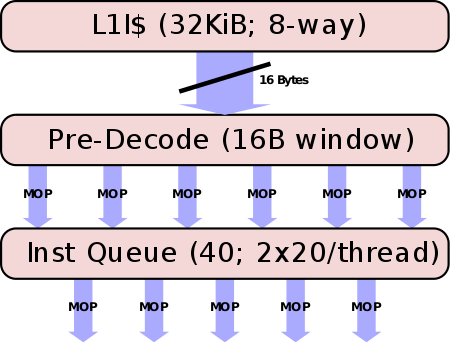 L1I$ (32KiB; 8-way)
16 Bytes
Pre-Decode (16B window)
MOP MOP MOP MOP MOP MOP
Inst Queue (40; 2x20/thread)
MOP MOP MOP MOP MOP